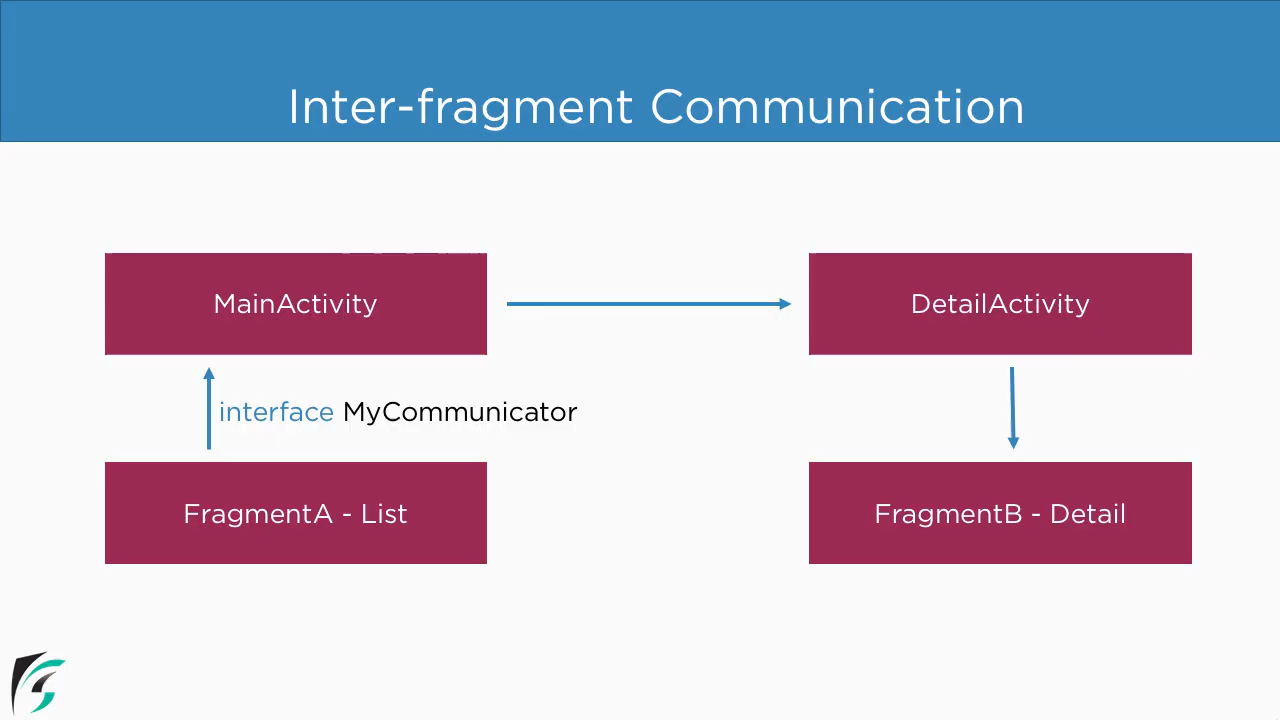 Inter-fragment Communication
MainActivity
DetailActivity
interface MyCommunicator
FragmentA - List
FragmentB - Detail